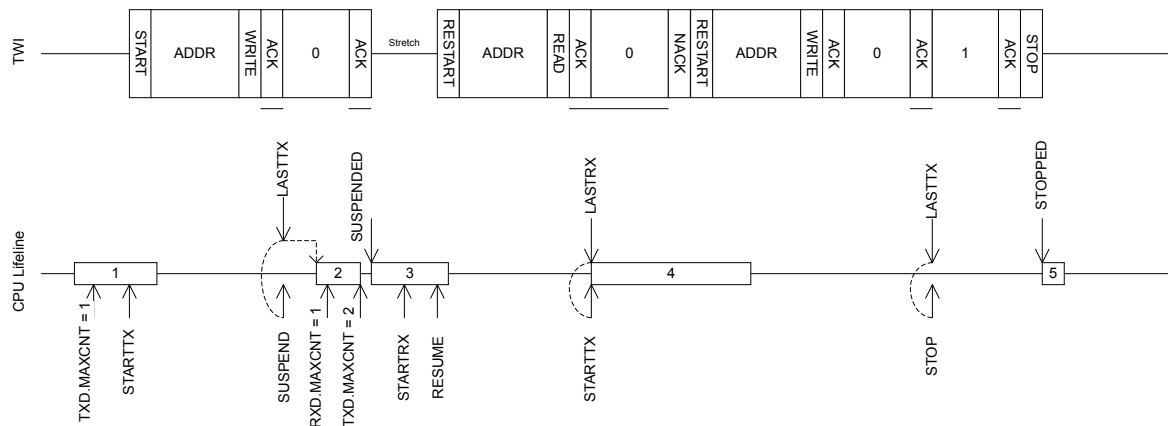 TWI
START
ADDR
WRITE
ACK
0
ACK
Stretch
RESTART
ADDR
READ
ACK
0
NACK
RESTART
ADDR
WRITE
ACK
0
ACK
1
ACK
STOP
CPU Lifeline
LASTTX
SUSPENDED
LASTRX
LASTTX
STOPPED
1
2
3
4
5
TXD.MAXCNT = 1
STARTTX
SUSPEND
RXD.MAXCNT = 1
TXD.MAXCNT = 2
STARTRX
RESUME
STARTTX
STOP